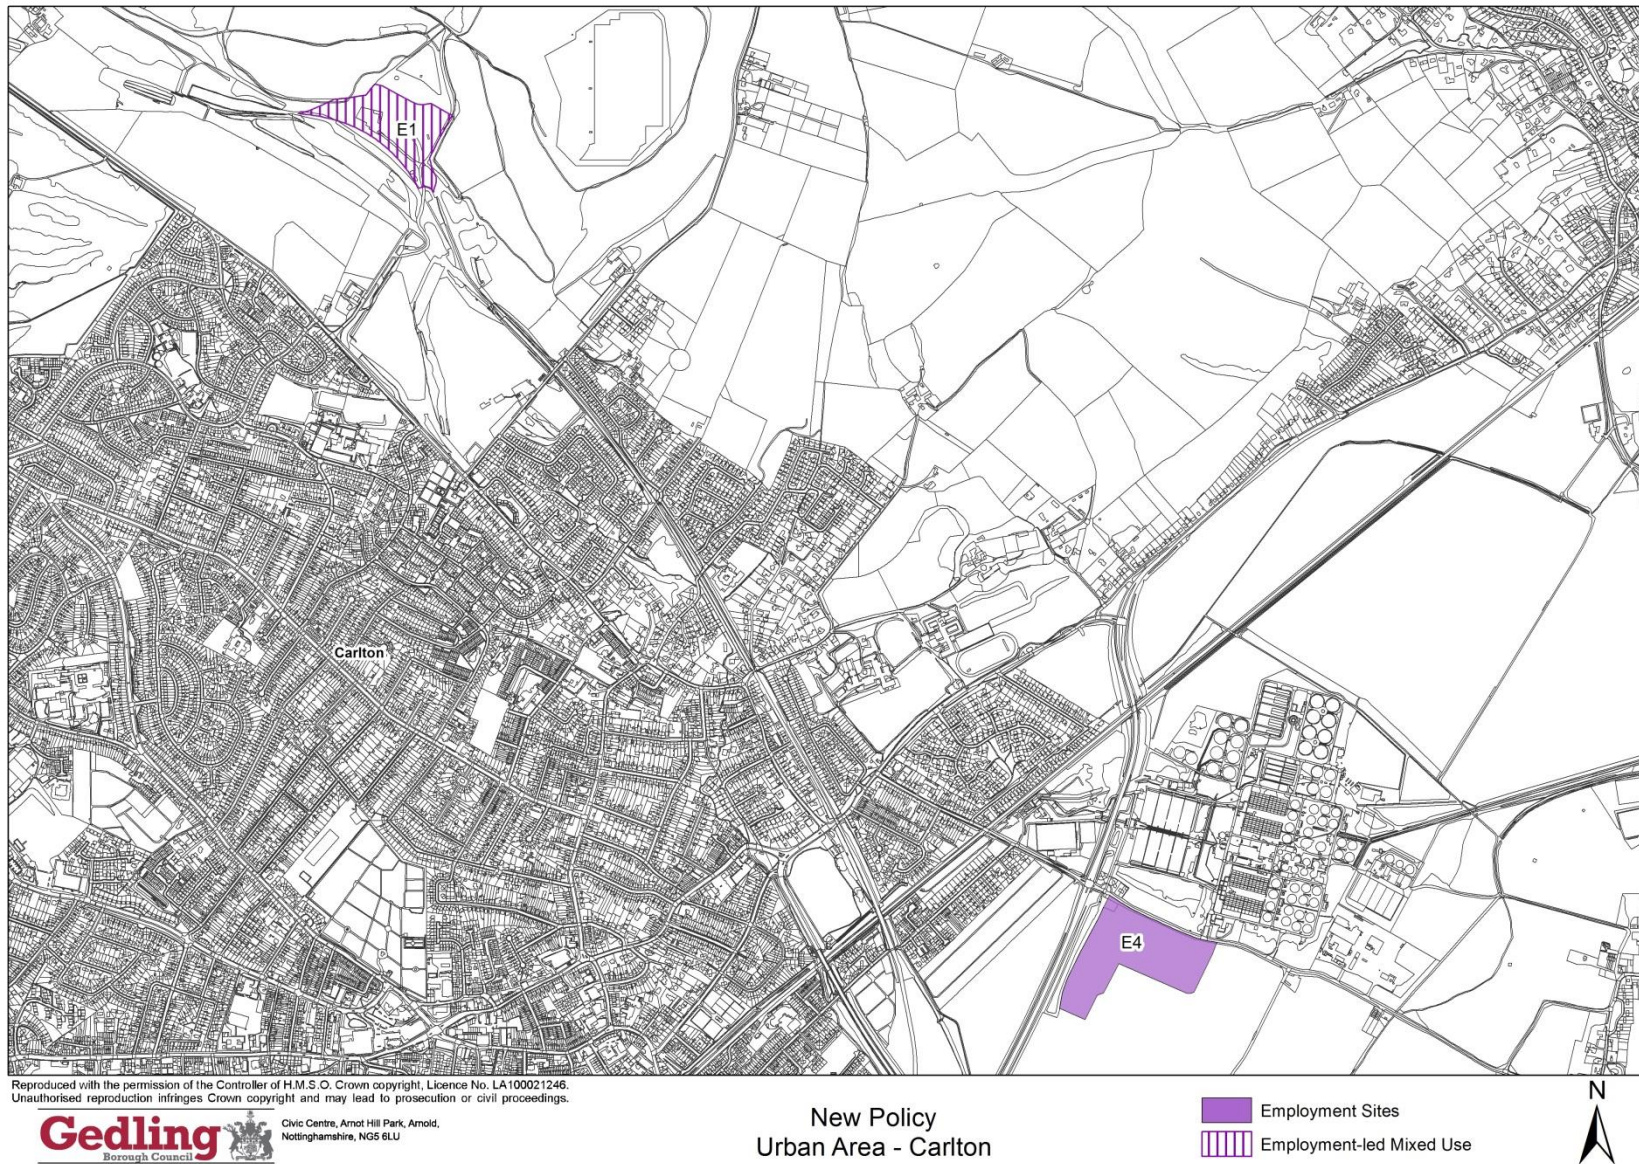 E1
Carlton
E4
Reproduced with the permission of the Controller of H.M.S.O. Crown copyright, Licence No. LA100021246.
Unauthorised reproduction infringes Crown copyright and may lead to prosecution or civil proceedings.
Gedling
Borough Council
Civic Centre, Arnot Hill Park, Arnold,
Nottinghamshire, NG5 6LU
New Policy
Urban Area - Carlton
Employment Sites
Employment-led Mixed Use
N